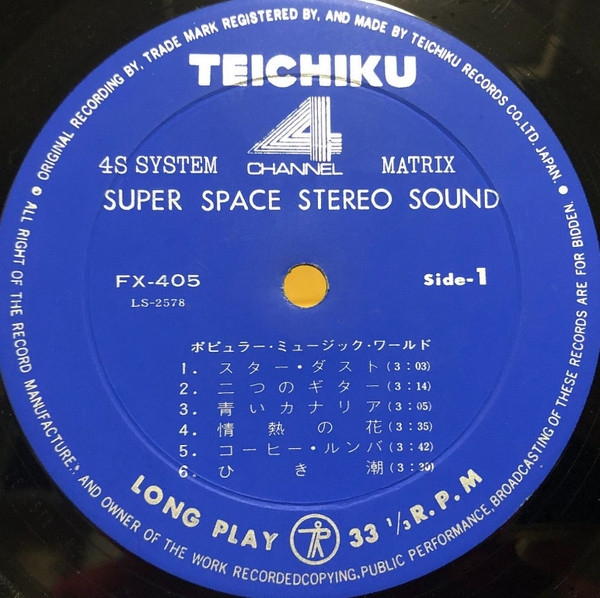 ● ORIGINAL RECORDING BY, TRADE MARK REGISTERED BY, AND MADE BY TEICHIKU RECORDS CO.,LTD. JAPAN. ●
TEICHIKU
4
CHANNEL
4S SYSTEM MATRIX
SUPER SPACE STEREO SOUND
FX-405 Side-1
LS-2578
ポピュラー・ミュージック・ワールド
1. スター・ダスト(3:03)
2. 二つのギター(3:14)
3. 青いカナリア(3:05)
4. 情熱の花(3:35)
5. コーヒー・ルンバ(3:42)
6. ひき潮(3:30)
LONG PLAY 33 1/3 R.P.M
ALL RIGHT OF THE RECORD MANUFACTURE, AND OWNER OF THE WORK RECORDEDCOPYING,PUBLIC PERFORMANCE,BROADCASTING OF THESE RECORDS ARE FOR BIDDEN.